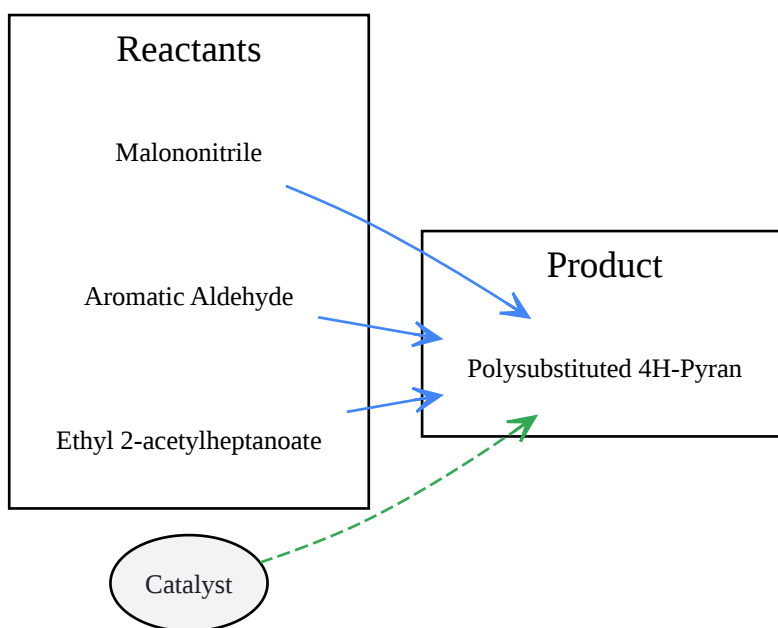 Reactants
Malononitrile
Aromatic Aldehyde
Ethyl 2-acetylheptanoate
Product
Polysubstituted 4H-Pyran
Catalyst